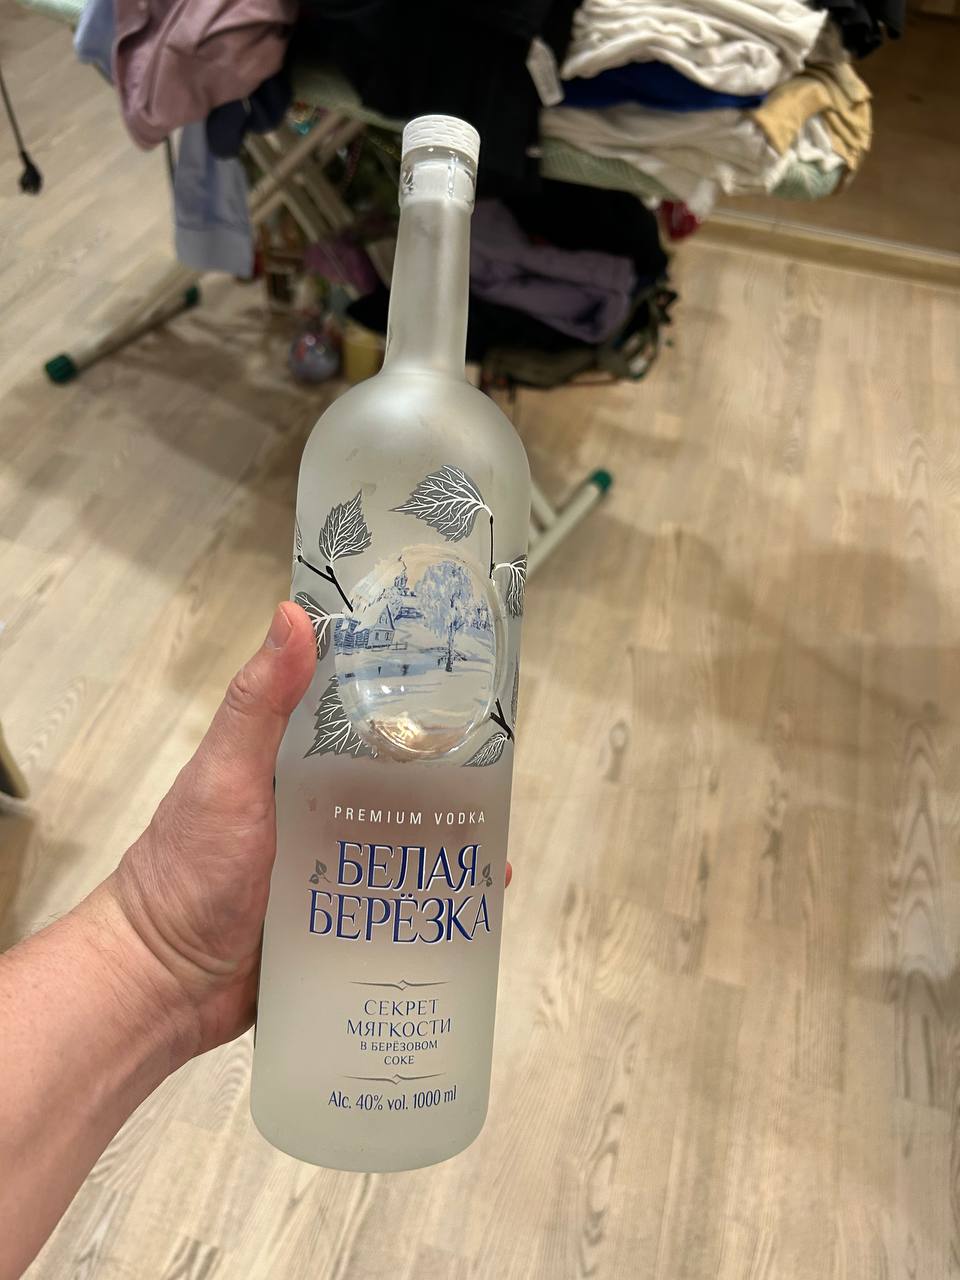 PREMIUM VODKA
БЕЛАЯ
БЕРЁЗКА
СЕКРЕТ
МЯГКОСТИ
В БЕРЁЗОВОМ
СОКЕ
Alc. 40% vol. 1000 ml